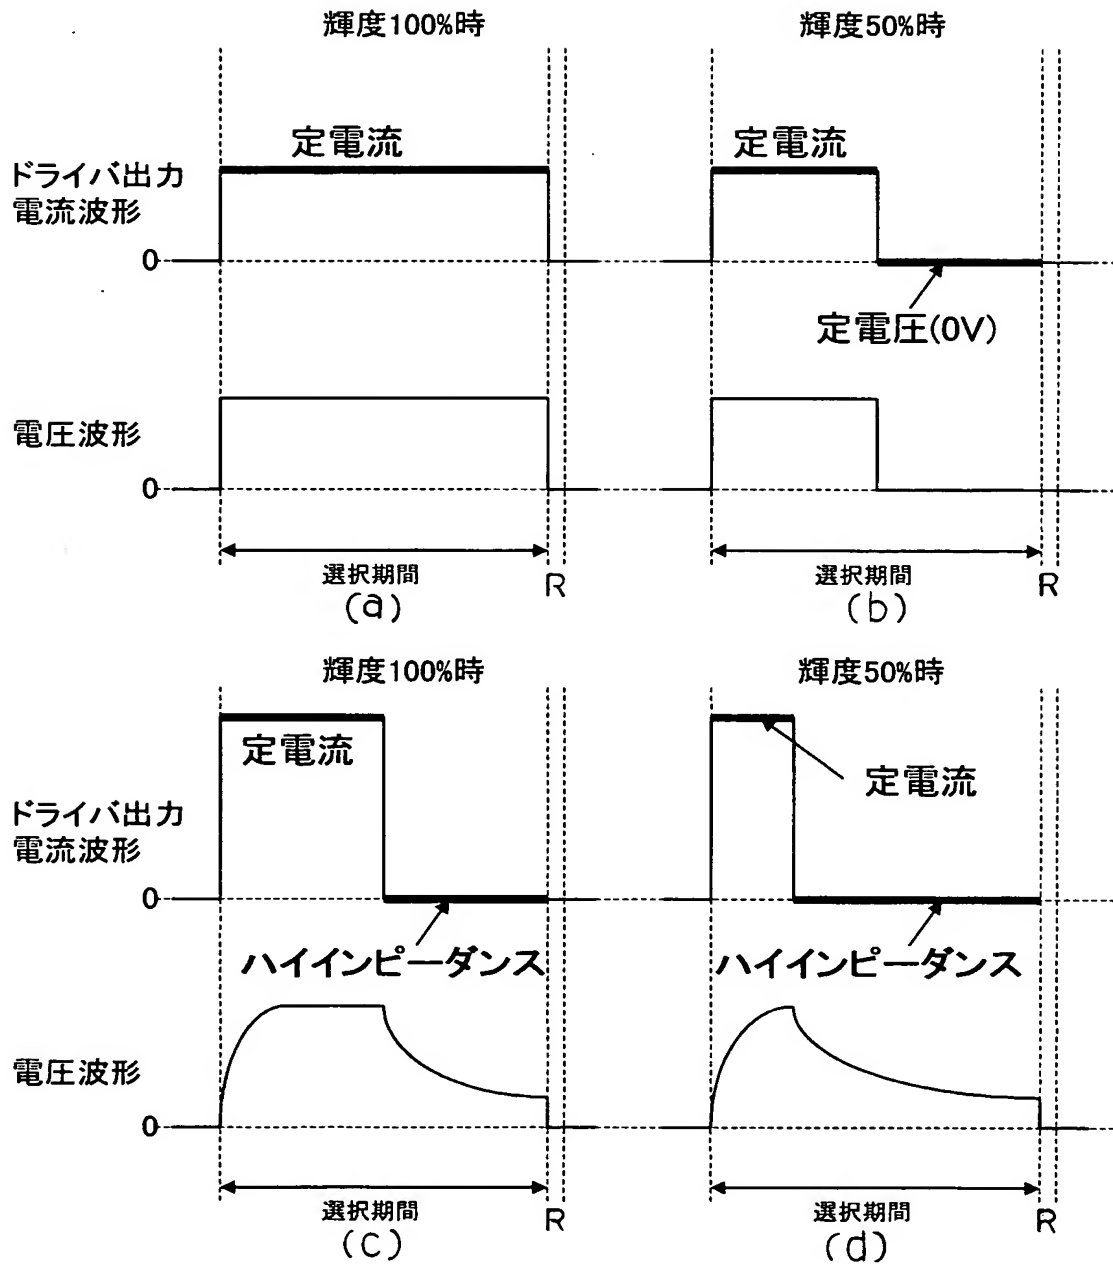 輝度100%時
輝度50%時
定電流
定電流
ドライバ出力
電流波形
0
定電圧(0V)
電圧波形
0
選択期間
R
選択期間
R
(a)
(b)
輝度100%時
輝度50%時
定電流
定電流
ドライバ出力
電流波形
0
ハイインピーダンス
ハイインピーダンス
電圧波形
0
選択期間
R
選択期間
R
(c)
(d)